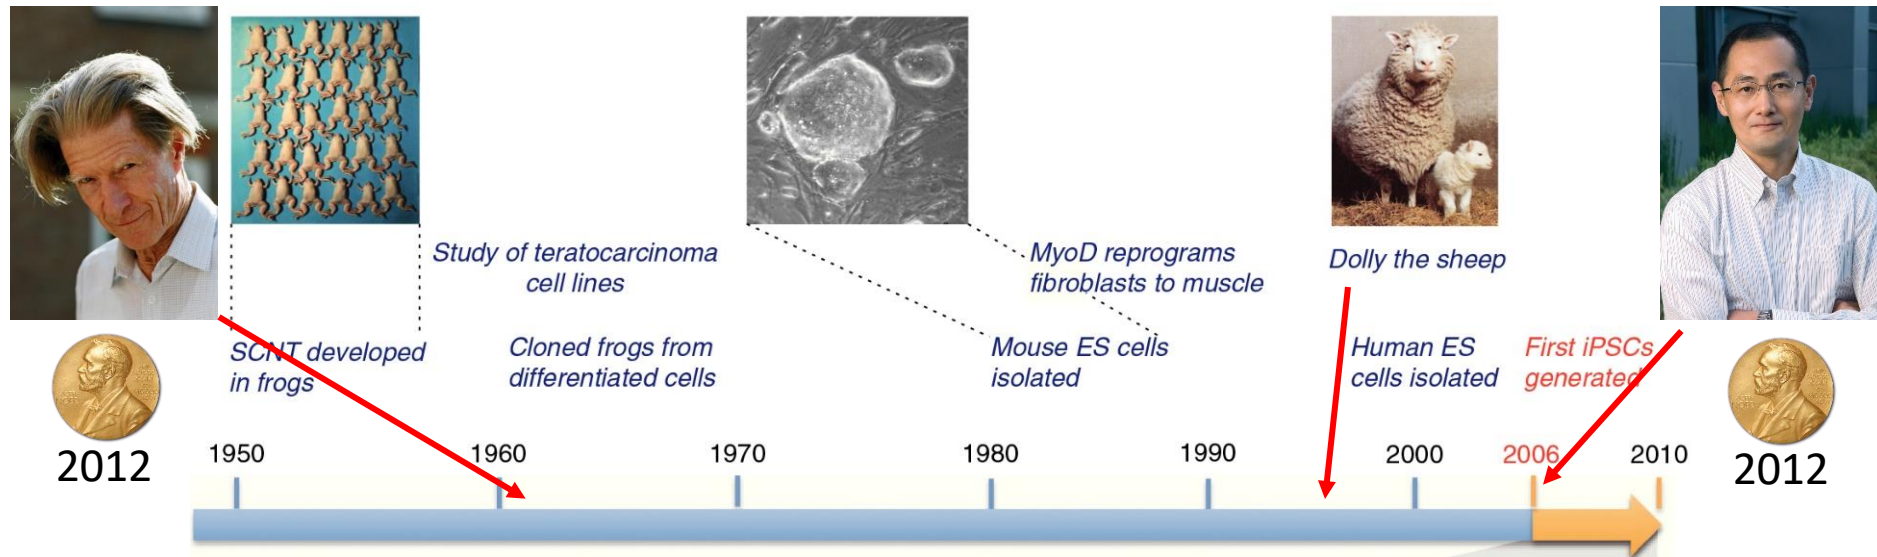 Study of teratocarcinoma
cell lines
MyoD reprograms
fibroblasts to muscle
Dolly the sheep
SCNT developed
in frogs
Cloned frogs from
differentiated cells
Mouse ES cells
isolated
Human ES
cells isolated
First iPSCs
generated
2012
1950
1960
1970
1980
1990
2000
2006
2010
2012